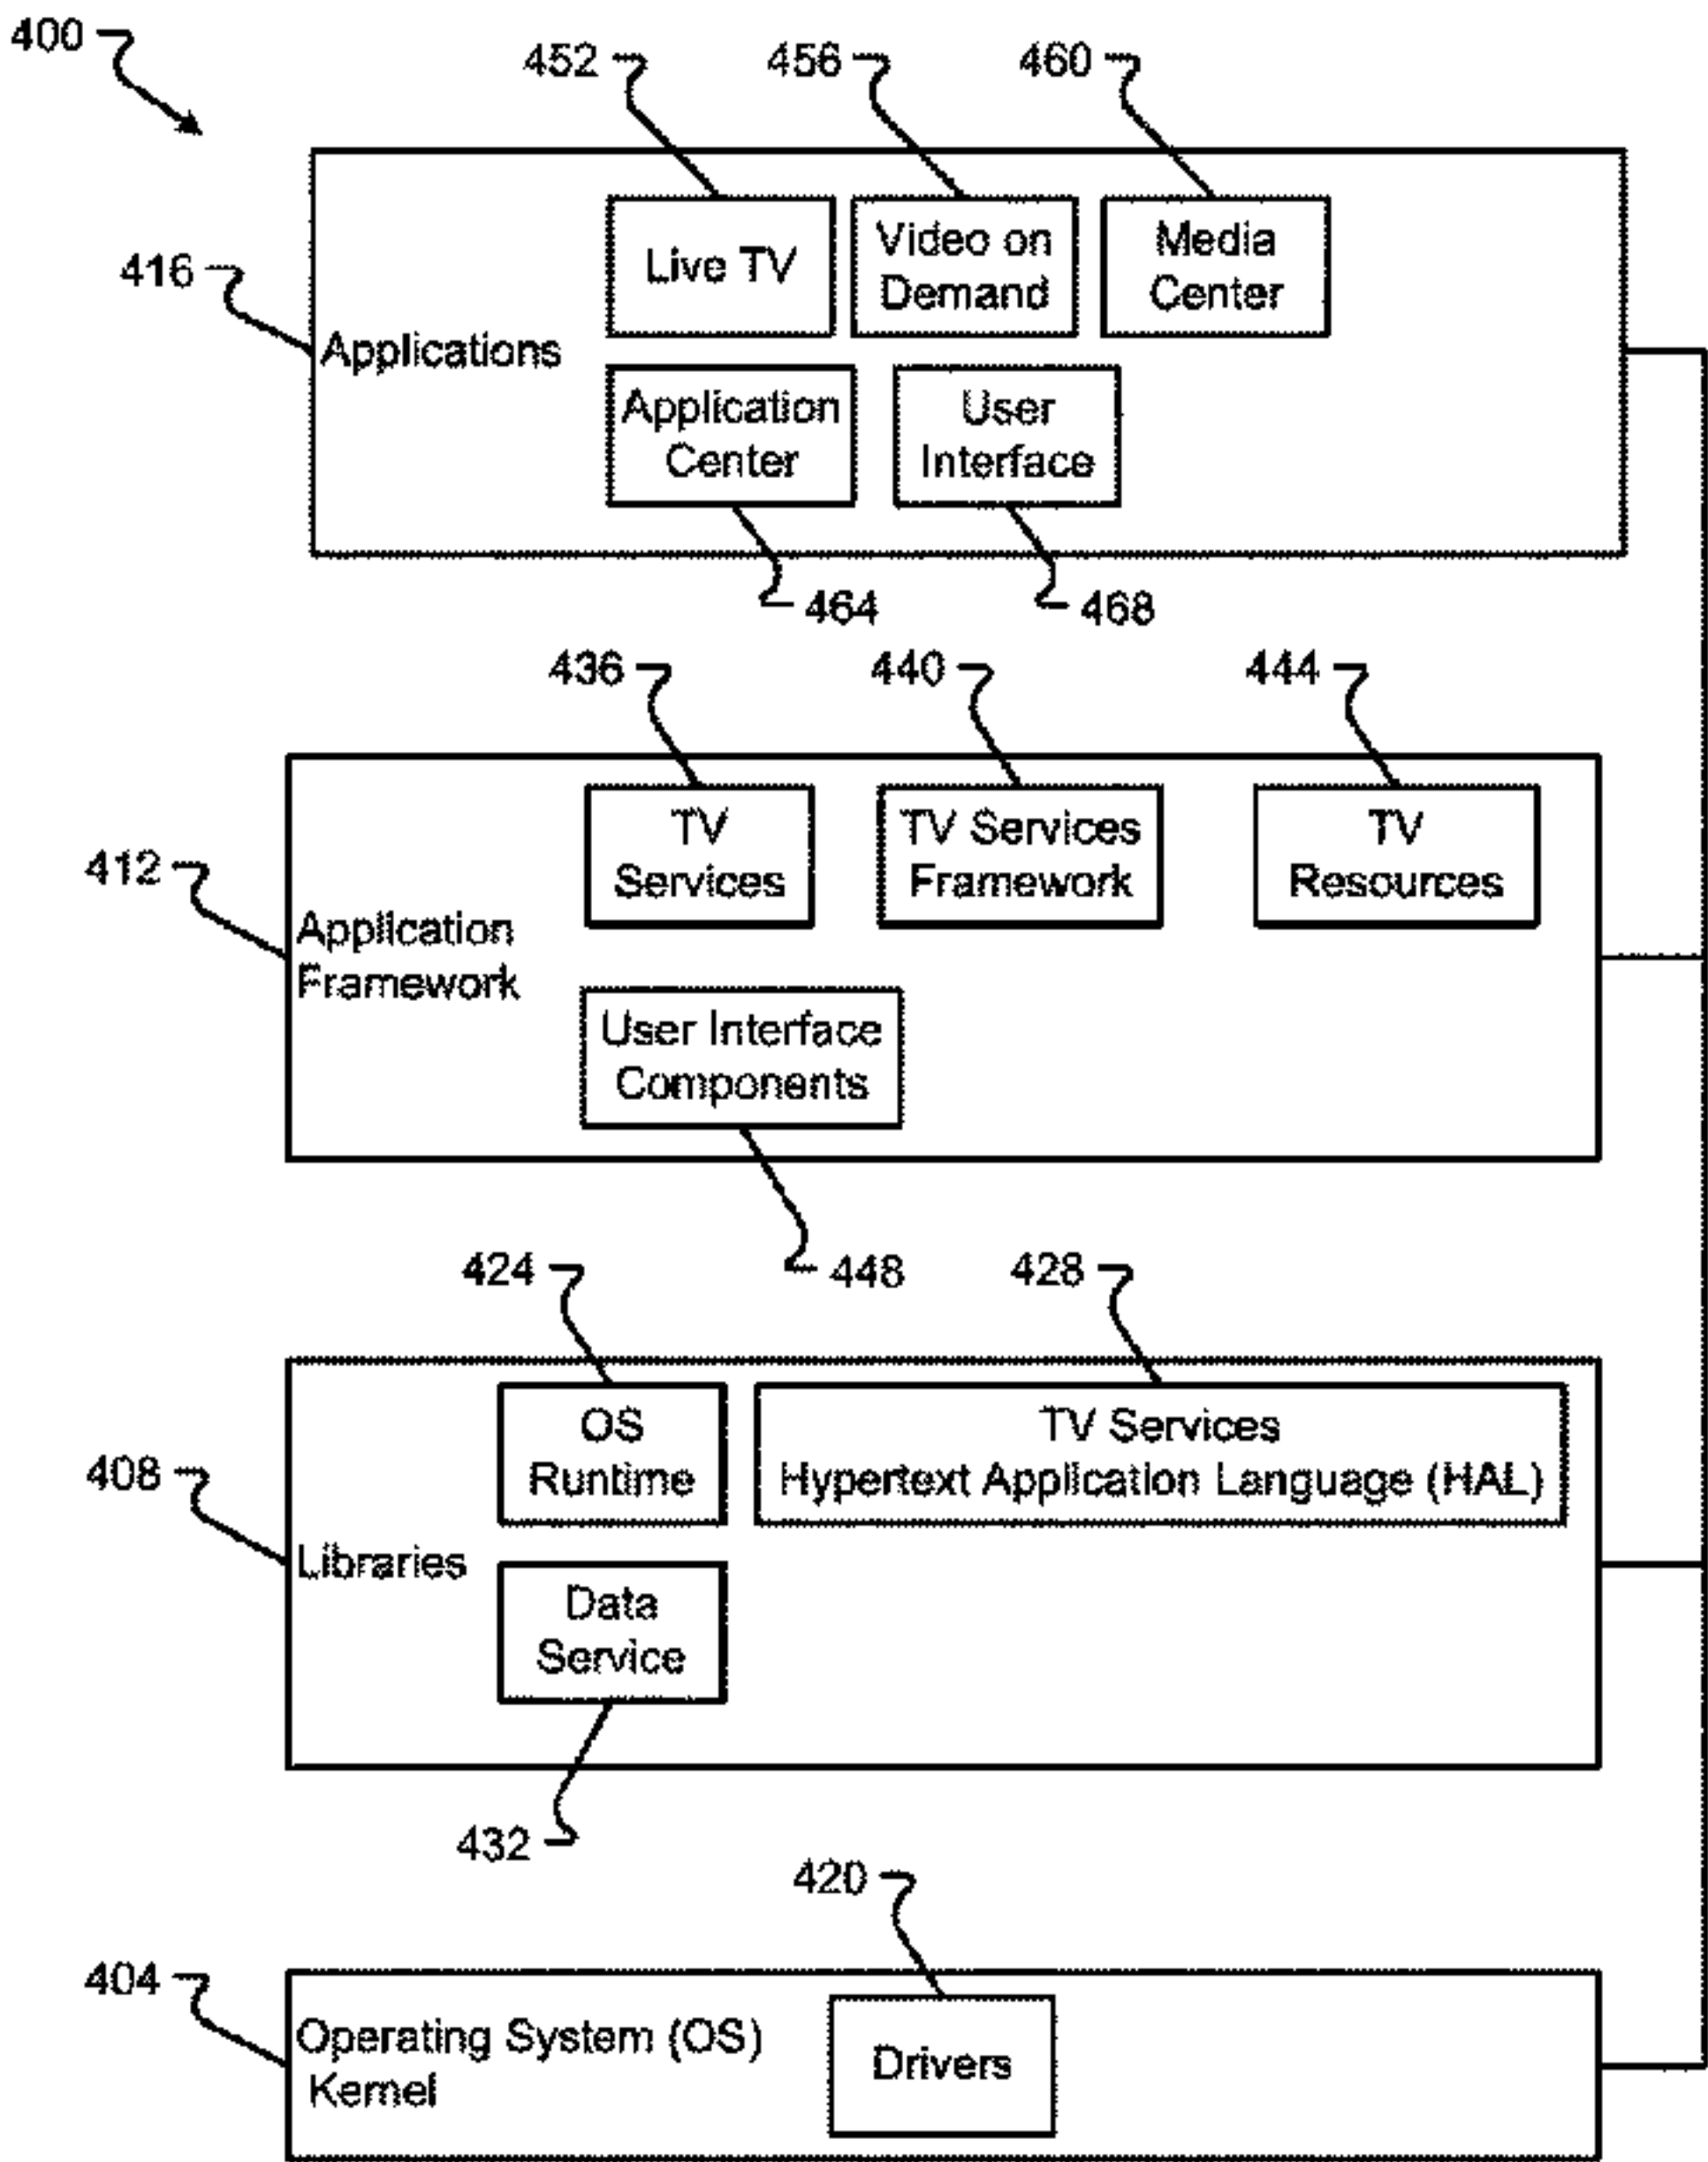 400
452
456
460
416
Live TV
Video on
Demand
Media
Center
Applications
Application
Center
User
Interface
464
468
436
440
444
412
TV
Services
TV Services
Framework
TV
Resources
Application
Framework
User Interface
Components
448
424
428
408
OS
Runtime
TV Services
Hypertext Application Language (HAL)
Libraries
Data
Service
432
420
404
Operating System (OS)
Kernel
Drivers